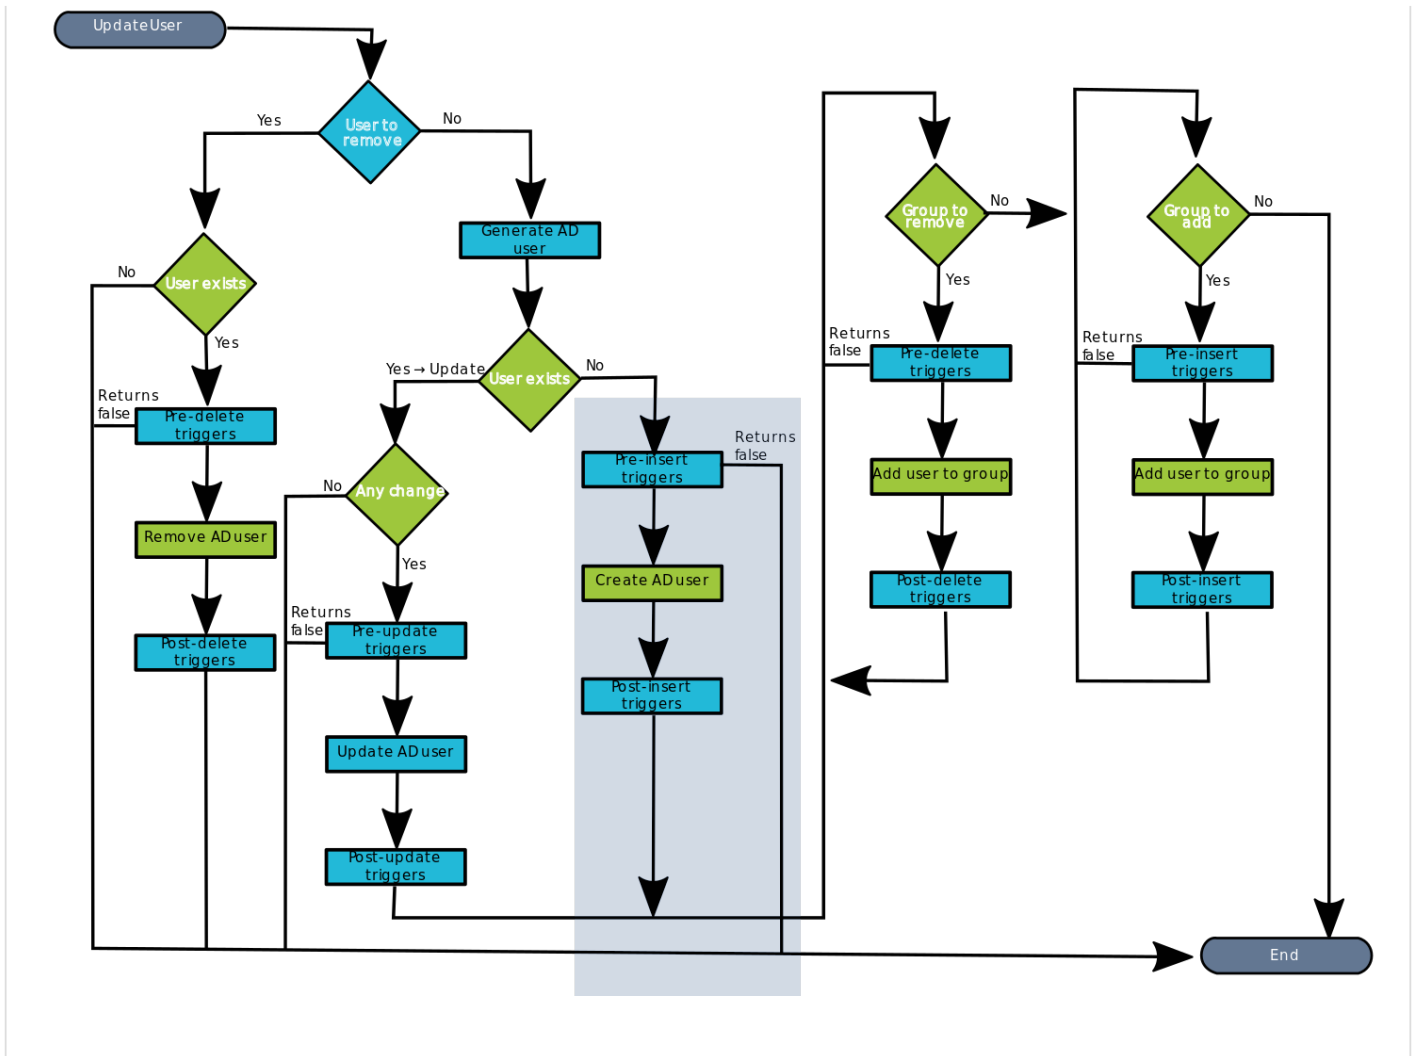 UpdateUser
User to
remove
Yes
No
Generate AD
user
User exists
No
Yes
Returns
false
Pre-delete
triggers
Remove AD user
Post-delete
triggers
User exists
Yes → Update
No
Any change
No
Yes
Returns
false
Pre-update
triggers
Update AD user
Post-update
triggers
Returns
false
Pre-insert
triggers
Create AD user
Post-insert
triggers
Group to
remove
No
Yes
Returns
false
Pre-delete
triggers
Add user to group
Post-delete
triggers
Group to
add
No
Yes
Returns
false
Pre-insert
triggers
Add user to group
Post-insert
triggers
End